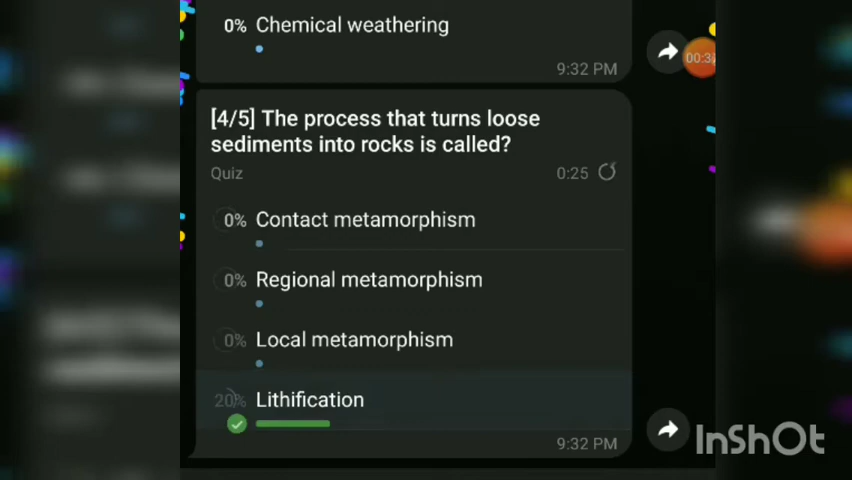 0% Chemical weathering
9:32 PM
[4/5] The process that turns loose
sediments into rocks is called?
Quiz
0:25
0% Contact metamorphism
0% Regional metamorphism
0% Local metamorphism
20% Lithification
9:32 PM
InShOt